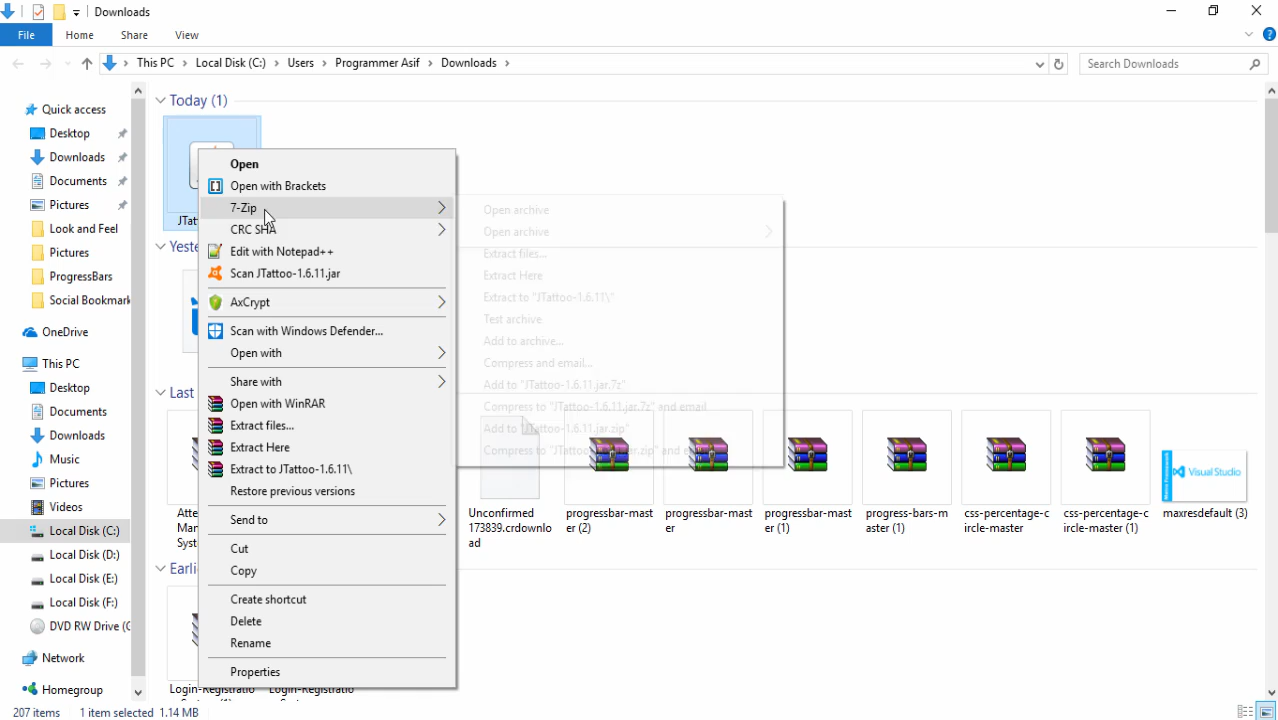 Downloads
File
Home
Share
View
This PC
Local Disk (C:)
Users
Programmer Asif
Downloads
Search Downloads
Quick access
Desktop
Downloads
Documents
Pictures
Look and Feel
Pictures
ProgressBars
Social Bookmark
OneDrive
This PC
Desktop
Documents
Downloads
Music
Pictures
Videos
Local Disk (C:)
Local Disk (D:)
Local Disk (E:)
Local Disk (F:)
DVD RW Drive (
Network
Homegroup
Today (1)
Yeste
Last
Earli
Open
Open with Brackets
7-Zip
CRC SHA
Edit with Notepad++
Scan JTattoo-1.6.11.jar
AxCrypt
Scan with Windows Defender...
Open with
Share with
Open with WinRAR
Extract files...
Extract Here
Extract to JTattoo-1.6.11\
Restore previous versions
Send to
Cut
Copy
Create shortcut
Delete
Rename
Properties
Open archive
Open archive
Extract files...
Extract Here
Extract to "JTattoo-1.6.11\"
Test archive
Add to archive...
Compress and email...
Add to "JTattoo-1.6.11.jar.7z"
Compress to "JTattoo-1.6.11.jar.7z" and email
Add to "JTattoo-1.6.11.jar.zip"
Compress to "JTattoo-1.6.11.jar.zip" and e
Unconfirmed
173839.crdownlo
ad
progressbar-mast
er (2)
progressbar-mast
er
progressbar-mast
er (1)
progress-bars-m
aster (1)
css-percentage-c
ircle-master
css-percentage-c
ircle-master (1)
Visual Studio
maxresdefault (3)
207 items
1 item selected 1.14 MB